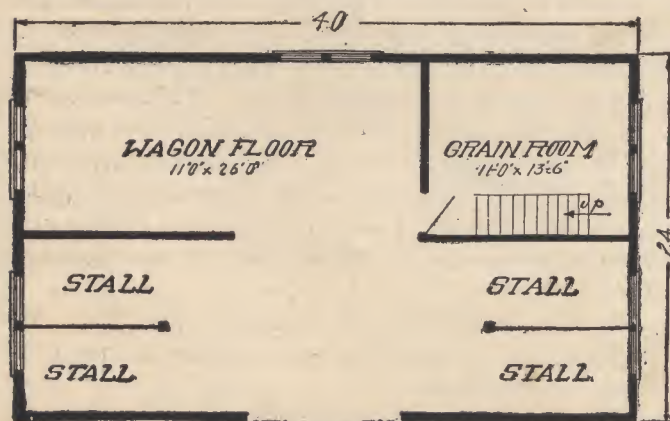 40
WAGON FLOOR
11'0" x 26'0"
GRAIN ROOM
11'0" x 13'6"
up
24
STALL
STALL
STALL
STALL.